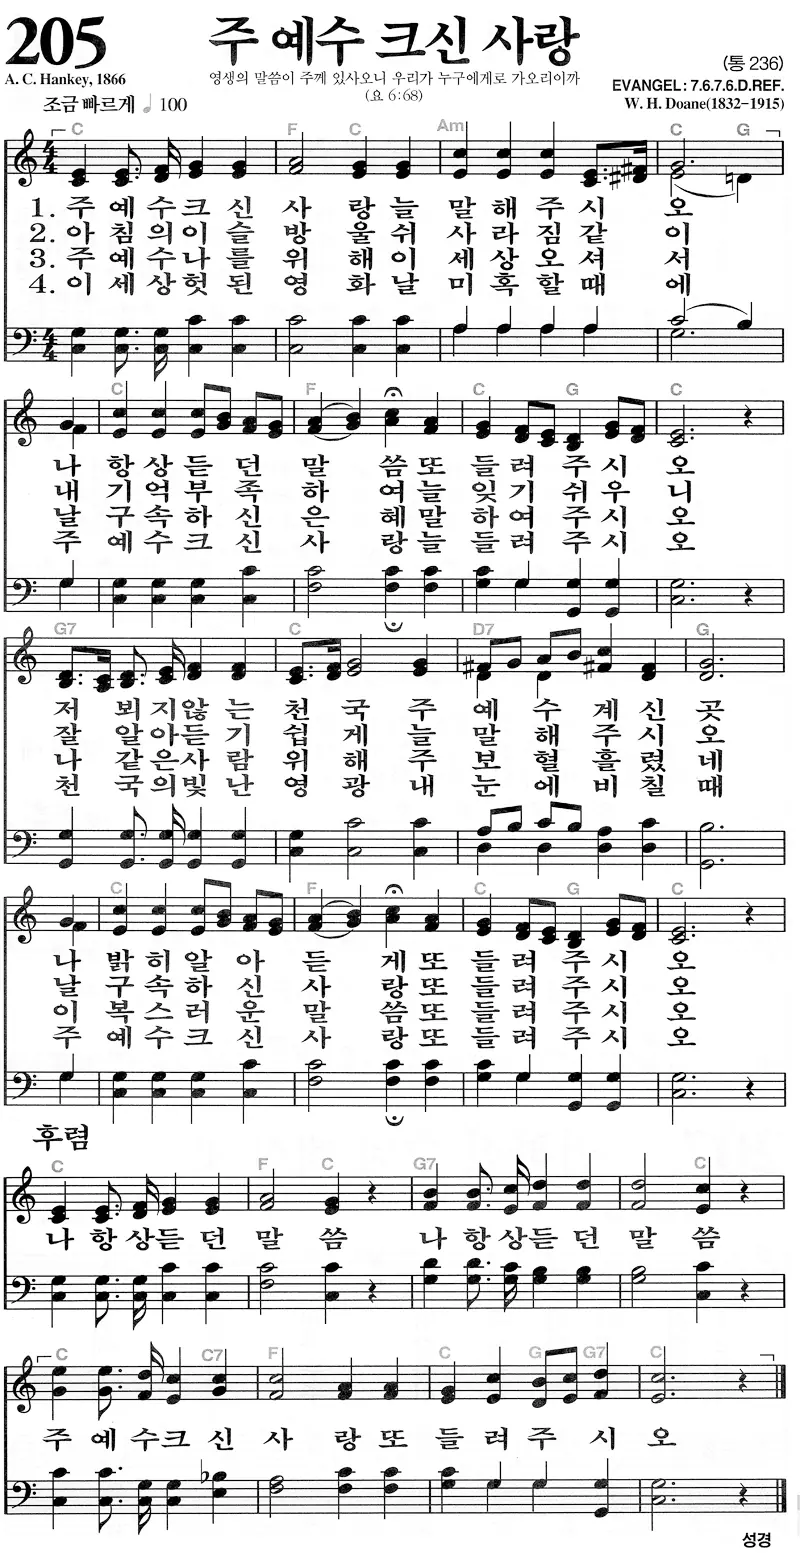 205
주 예수 크신 사랑
(통 236)
A. C. Hankey, 1866
영생의 말씀이 주께 있사오니 우리가 누구에게로 가오리이까
(요 6:68)
EVANGEL: 7.6.7.6.D.REF.
W. H. Doane(1832-1915)
조금 빠르게 ♩ 100
C F C Am C G
1. 주 예 수 크 신 사 랑 늘 말 해 주 시 오
2. 아 침 의 이 슬 방 울 쉬 사 라 짐 같 이
3. 주 예 수 나 를 위 해 이 세 상 오 셔 서
4. 이 세 상 헛 된 영 화 날 미 혹 할 때 에
C F C G C
나 항 상 듣 던 말 씀 또 들 려 주 시 오
내 기 억 부 족 하 여 늘 잊 기 쉬 우 니
날 구 속 하 신 은 혜 말 하 여 주 시 오
주 예 수 크 신 사 랑 늘 들 려 주 시 오
G7 C D7 G
저 뵈 지 않 는 천 국 주 예 수 계 신 곳
잘 알 아 듣 기 쉽 게 늘 말 해 주 시 오
나 같 은 사 람 위 해 주 보 혈 흘 렸 네
천 국 의 빛 난 영 광 내 눈 에 비 칠 때
C F C G C
나 밝 히 알 아 듣 게 또 들 려 주 시 오
날 구 속 하 신 사 랑 또 들 려 주 시 오
이 복 스 러 운 말 씀 또 들 려 주 시 오
주 예 수 크 신 사 랑 또 들 려 주 시 오
후렴
C F C G7 C
나 항 상 듣 던 말 씀 나 항 상 듣 던 말 씀
C C7 F C G G7 C
주 예 수 크 신 사 랑 또 들 려 주 시 오
성경